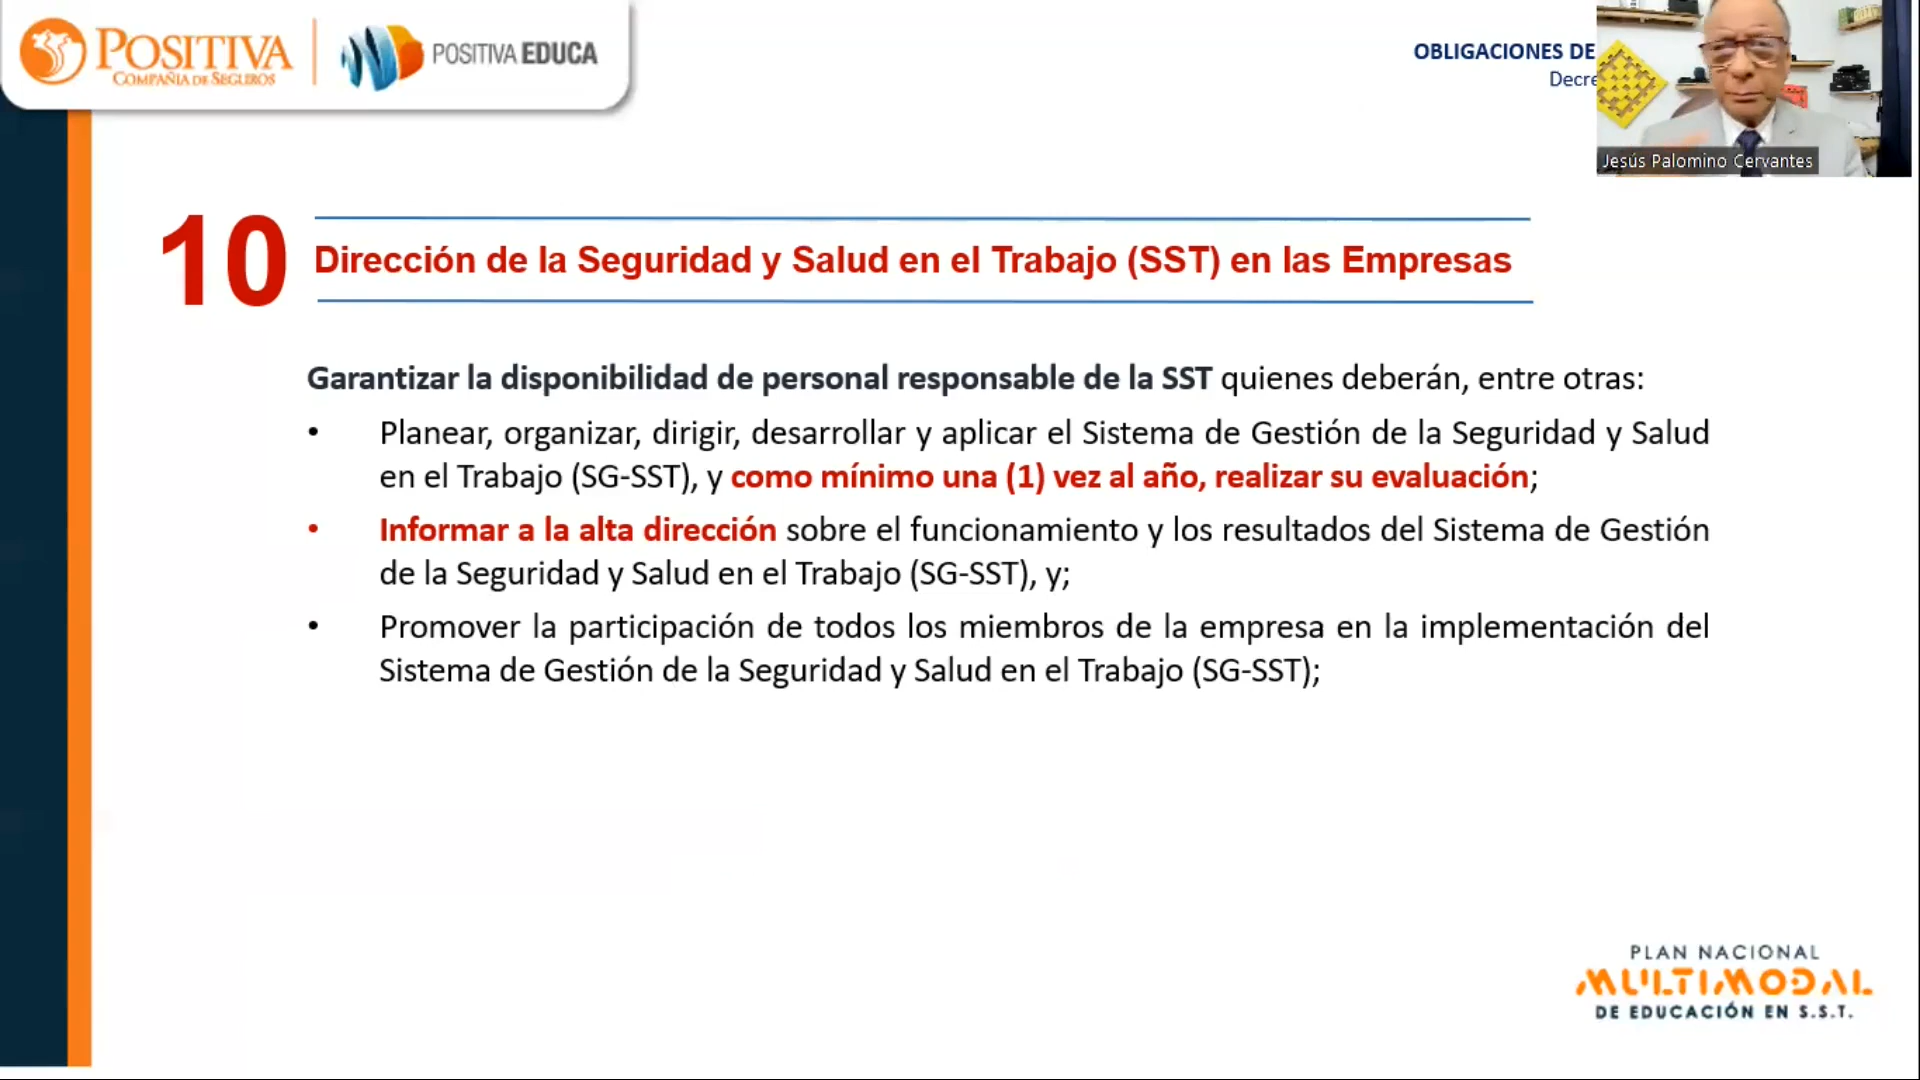 POSITIVA
COMPAÑÍA DE SEGUROS
POSITIVA EDUCA
OBLIGACIONES DE
Decre
Jesús Palomino Cervantes
10
Dirección de la Seguridad y Salud en el Trabajo (SST) en las Empresas
Garantizar la disponibilidad de personal responsable de la SST quienes deberán, entre otras:
• Planear, organizar, dirigir, desarrollar y aplicar el Sistema de Gestión de la Seguridad y Salud
en el Trabajo (SG-SST), y como mínimo una (1) vez al año, realizar su evaluación;
• Informar a la alta dirección sobre el funcionamiento y los resultados del Sistema de Gestión
de la Seguridad y Salud en el Trabajo (SG-SST), y;
• Promover la participación de todos los miembros de la empresa en la implementación del
Sistema de Gestión de la Seguridad y Salud en el Trabajo (SG-SST);
PLAN NACIONAL
MULTIMODAL
DE EDUCACIÓN EN S.S.T.